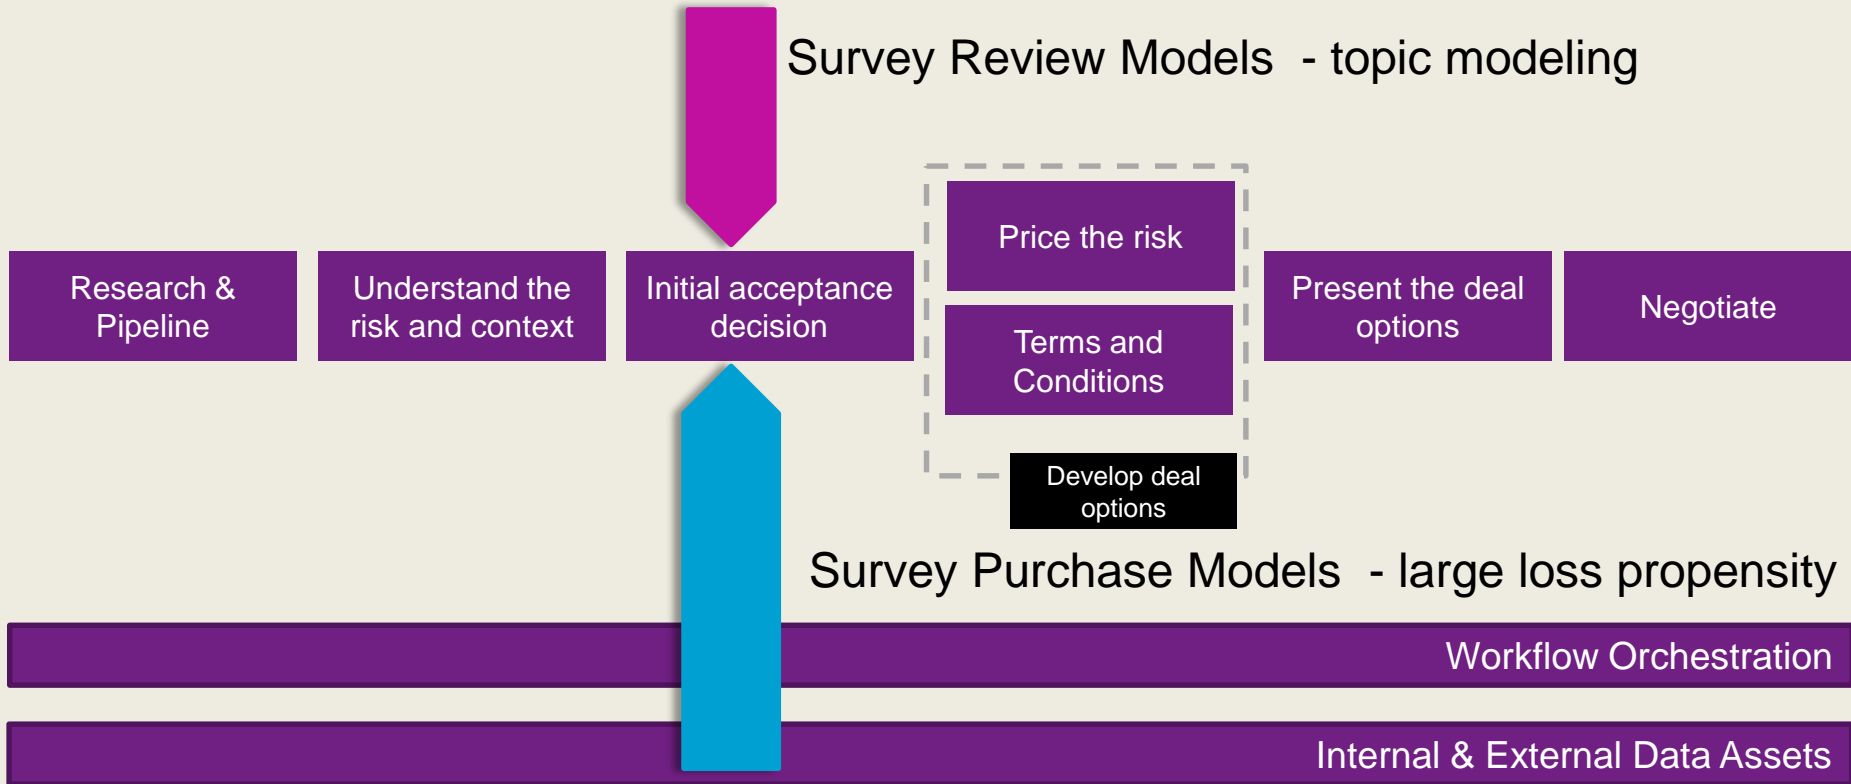 Survey Review Models - topic modeling
Research &
Pipeline
Understand the
risk and context
Initial acceptance
decision
Price the risk
Terms and
Conditions
Develop deal
options
Present the deal
options
Negotiate
Survey Purchase Models - large loss propensity
Workflow Orchestration
Internal & External Data Assets